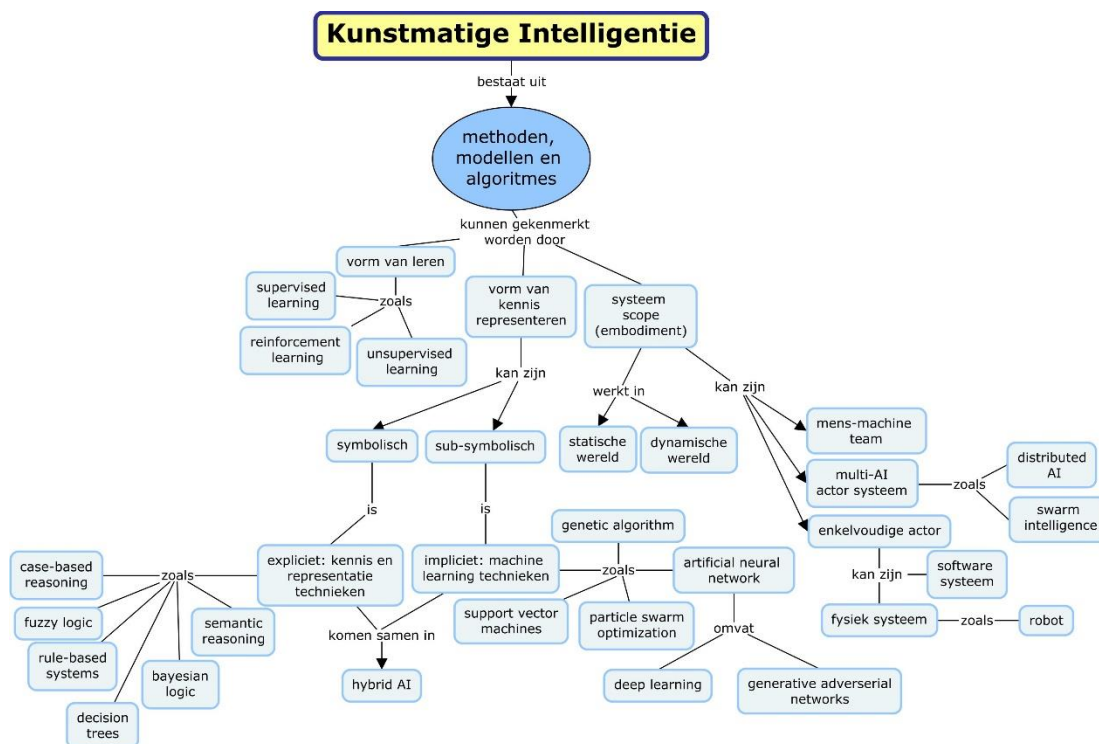 Kunstmatige Intelligentie
bestaat uit
methoden,
modellen en
algoritmes
kunnen gekenmerkt
worden door
vorm van leren
supervised
learning
zoals
reinforcement
learning
unsupervised
learning
vorm van
kennis
representeren
systeem
scope
(embodiment)
kan zijn
werkt in
kan zijn
symbolisch
sub-symbolisch
statische
wereld
dynamische
wereld
mens-machine
team
multi-AI
actor systeem
zoals
distributed
AI
swarm
intelligence
is
is
enkelvoudige actor
kan zijn
software
systeem
fysiek systeem
zoals
robot
expliciet: kennis en
representatie
technieken
impliciet: machine
learning technieken
genetic algorithm
zoals
artificial neural
network
support vector
machines
particle swarm
optimization
omvat
deep learning
generative adverserial
networks
case-based
reasoning
zoals
fuzzy logic
semantic
reasoning
rule-based
systems
bayesian
logic
decision
trees
komen samen in
hybrid AI